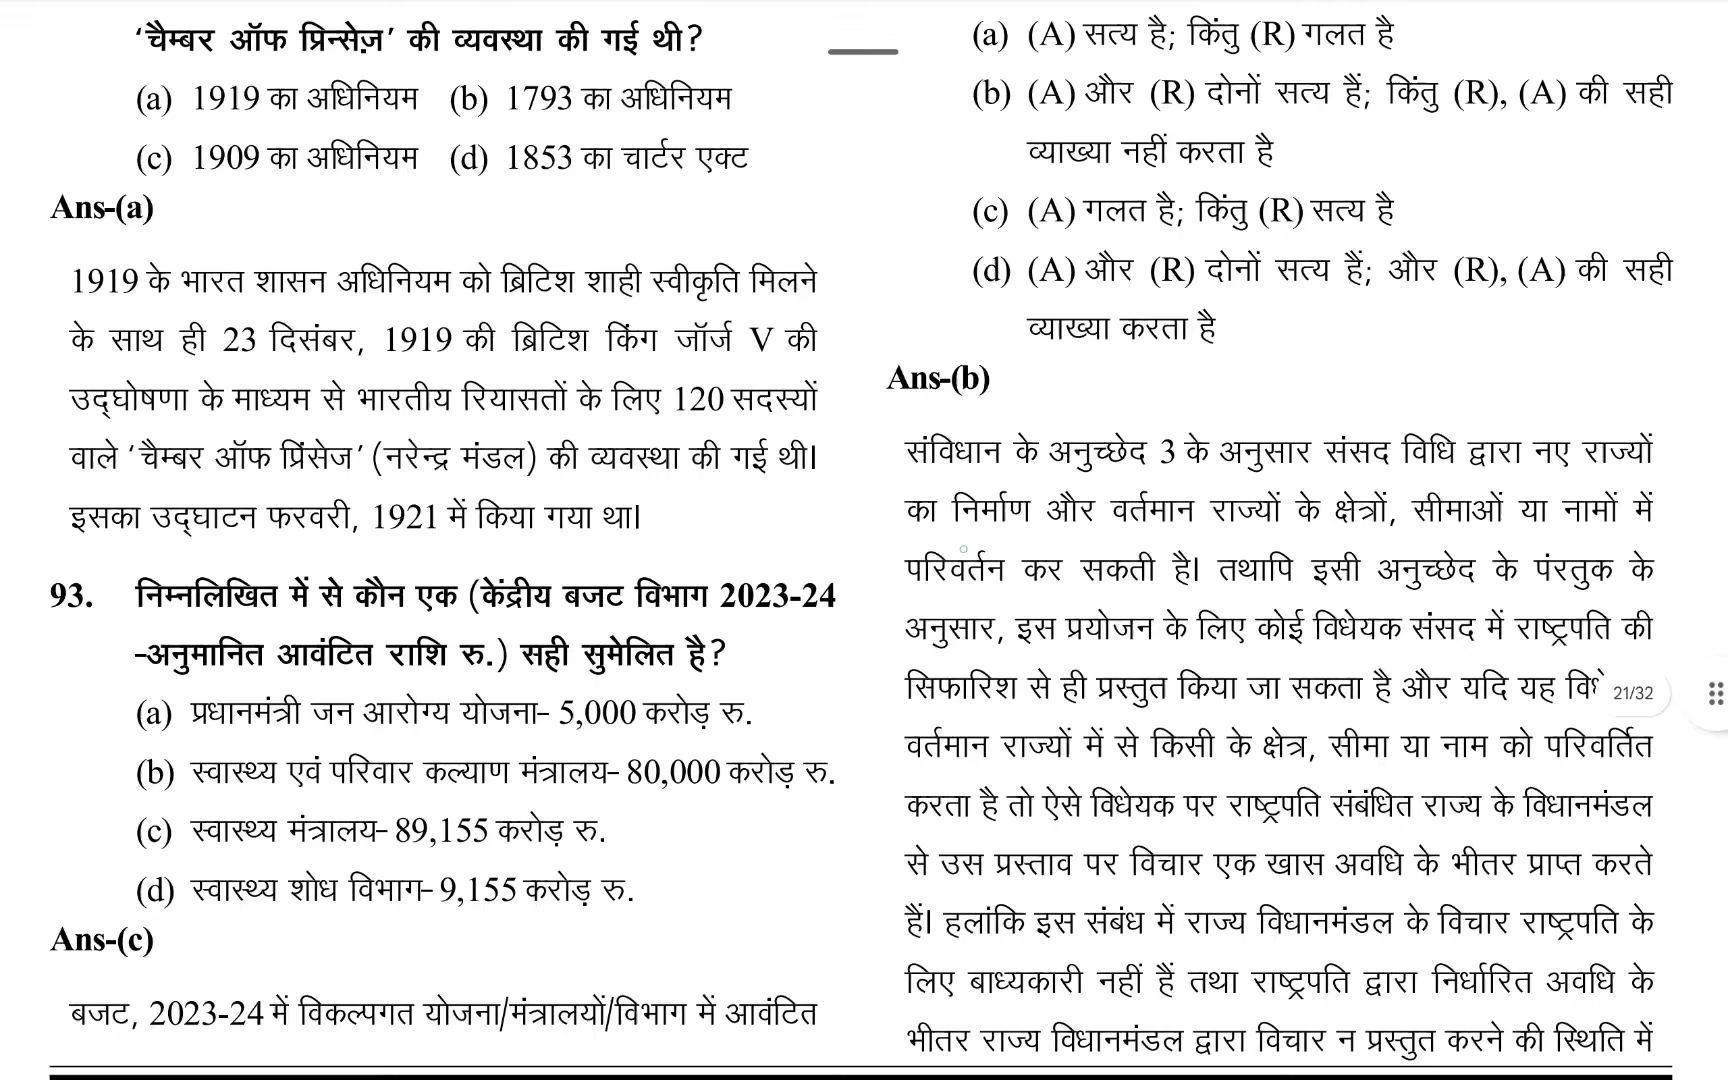 ‘चैम्बर ऑफ प्रिन्सेज़’ की व्यवस्था की गई थी?
(a) 1919 का अधिनियम (b) 1793 का अधिनियम
(c) 1909 का अधिनियम (d) 1853 का चार्टर एक्ट
Ans-(a)
1919 के भारत शासन अधिनियम को ब्रिटिश शाही स्वीकृति मिलने
के साथ ही 23 दिसंबर, 1919 की ब्रिटिश किंग जॉर्ज V की
उद्घोषणा के माध्यम से भारतीय रियासतों के लिए 120 सदस्यों
वाले ‘चैम्बर ऑफ प्रिंसेज’ (नरेन्द्र मंडल) की व्यवस्था की गई थी।
इसका उद्घाटन फरवरी, 1921 में किया गया था।
93. निम्नलिखित में से कौन एक (केंद्रीय बजट विभाग 2023-24
-अनुमानित आवंटित राशि रु.) सही सुमेलित है?
(a) प्रधानमंत्री जन आरोग्य योजना- 5,000 करोड़ रु.
(b) स्वास्थ्य एवं परिवार कल्याण मंत्रालय- 80,000 करोड़ रु.
(c) स्वास्थ्य मंत्रालय- 89,155 करोड़ रु.
(d) स्वास्थ्य शोध विभाग- 9,155 करोड़ रु.
Ans-(c)
बजट, 2023-24 में विकल्पगत योजना/मंत्रालयों/विभाग में आवंटित
(a) (A) सत्य है; किंतु (R) गलत है
(b) (A) और (R) दोनों सत्य हैं; किंतु (R), (A) की सही
व्याख्या नहीं करता है
(c) (A) गलत है; किंतु (R) सत्य है
(d) (A) और (R) दोनों सत्य हैं; और (R), (A) की सही
व्याख्या करता है
Ans-(b)
संविधान के अनुच्छेद 3 के अनुसार संसद विधि द्वारा नए राज्यों
का निर्माण और वर्तमान राज्यों के क्षेत्रों, सीमाओं या नामों में
परिवर्तन कर सकती है। तथापि इसी अनुच्छेद के पंरतुक के
अनुसार, इस प्रयोजन के लिए कोई विधेयक संसद में राष्ट्रपति की
सिफारिश से ही प्रस्तुत किया जा सकता है और यदि यह
21/32
वर्तमान राज्यों में से किसी के क्षेत्र, सीमा या नाम को परिवर्तित
करता है तो ऐसे विधेयक पर राष्ट्रपति संबंधित राज्य के विधानमंडल
से उस प्रस्ताव पर विचार एक खास अवधि के भीतर प्राप्त करते
हैं। हलांकि इस संबंध में राज्य विधानमंडल के विचार राष्ट्रपति के
लिए बाध्यकारी नहीं हैं तथा राष्ट्रपति द्वारा निर्धारित अवधि के
भीतर राज्य विधानमंडल द्वारा विचार न प्रस्तुत करने की स्थिति में